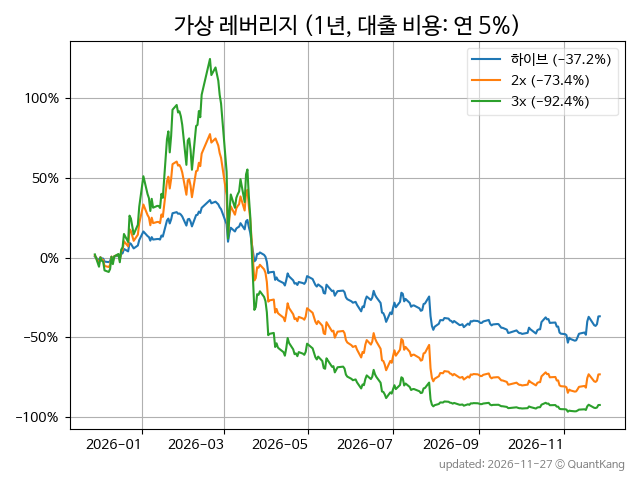 가상 레버리지 (1년, 대출 비용: 연 5%)
하이브 (−37.2%)
2x (−73.4%)
3x (−92.4%)
100%
50%
0%
−50%
−100%
2026-01 2026-03 2026-05 2026-07 2026-09 2026-11
updated: 2026-11-27 © QuantKang